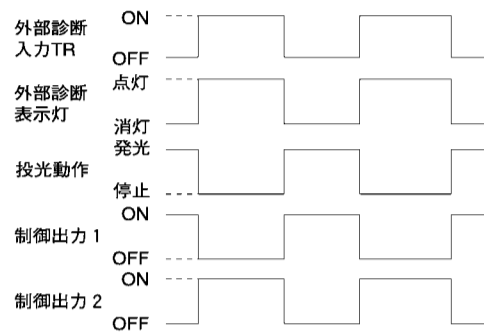 外部診断
入力TR
ON
OFF
外部診断
表示灯
点灯
消灯
投光動作
発光
停止
制御出力1
ON
OFF
制御出力2
ON
OFF